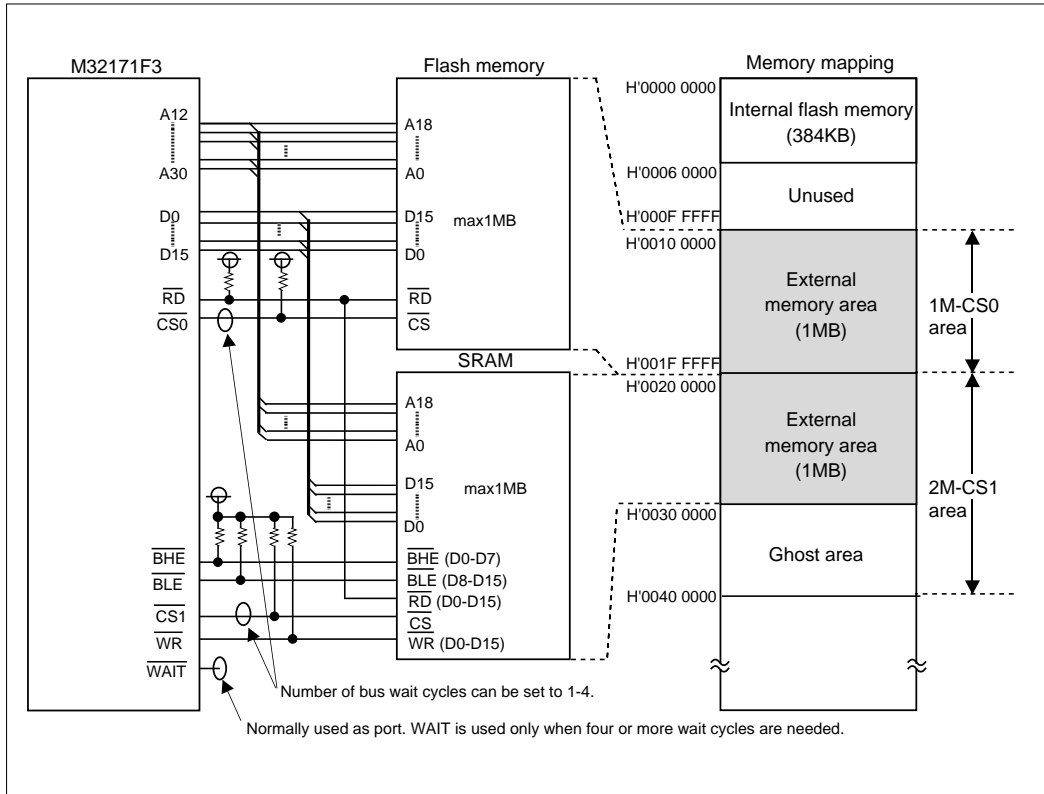 M32171F3
A12
A30
D0
D15
RD
CS0
BHE
BLE
CS1
WR
WAIT
Flash memory
A18
A0
D15
max1MB
D0
RD
CS
SRAM
A18
A0
D15
max1MB
D0
BHE (D0-D7)
BLE (D8-D15)
RD (D0-D15)
CS
WR (D0-D15)
Number of bus wait cycles can be set to 1-4.
Normally used as port. WAIT is used only when four or more wait cycles are needed.
Memory mapping
H'0000 0000
Internal flash memory
(384KB)
H'0006 0000
Unused
H'000F FFFF
H'0010 0000
External
memory area
(1MB)
1M-CS0
area
H'001F FFFF
H'0020 0000
External
memory area
(1MB)
2M-CS1
area
H'0030 0000
Ghost area
H'0040 0000